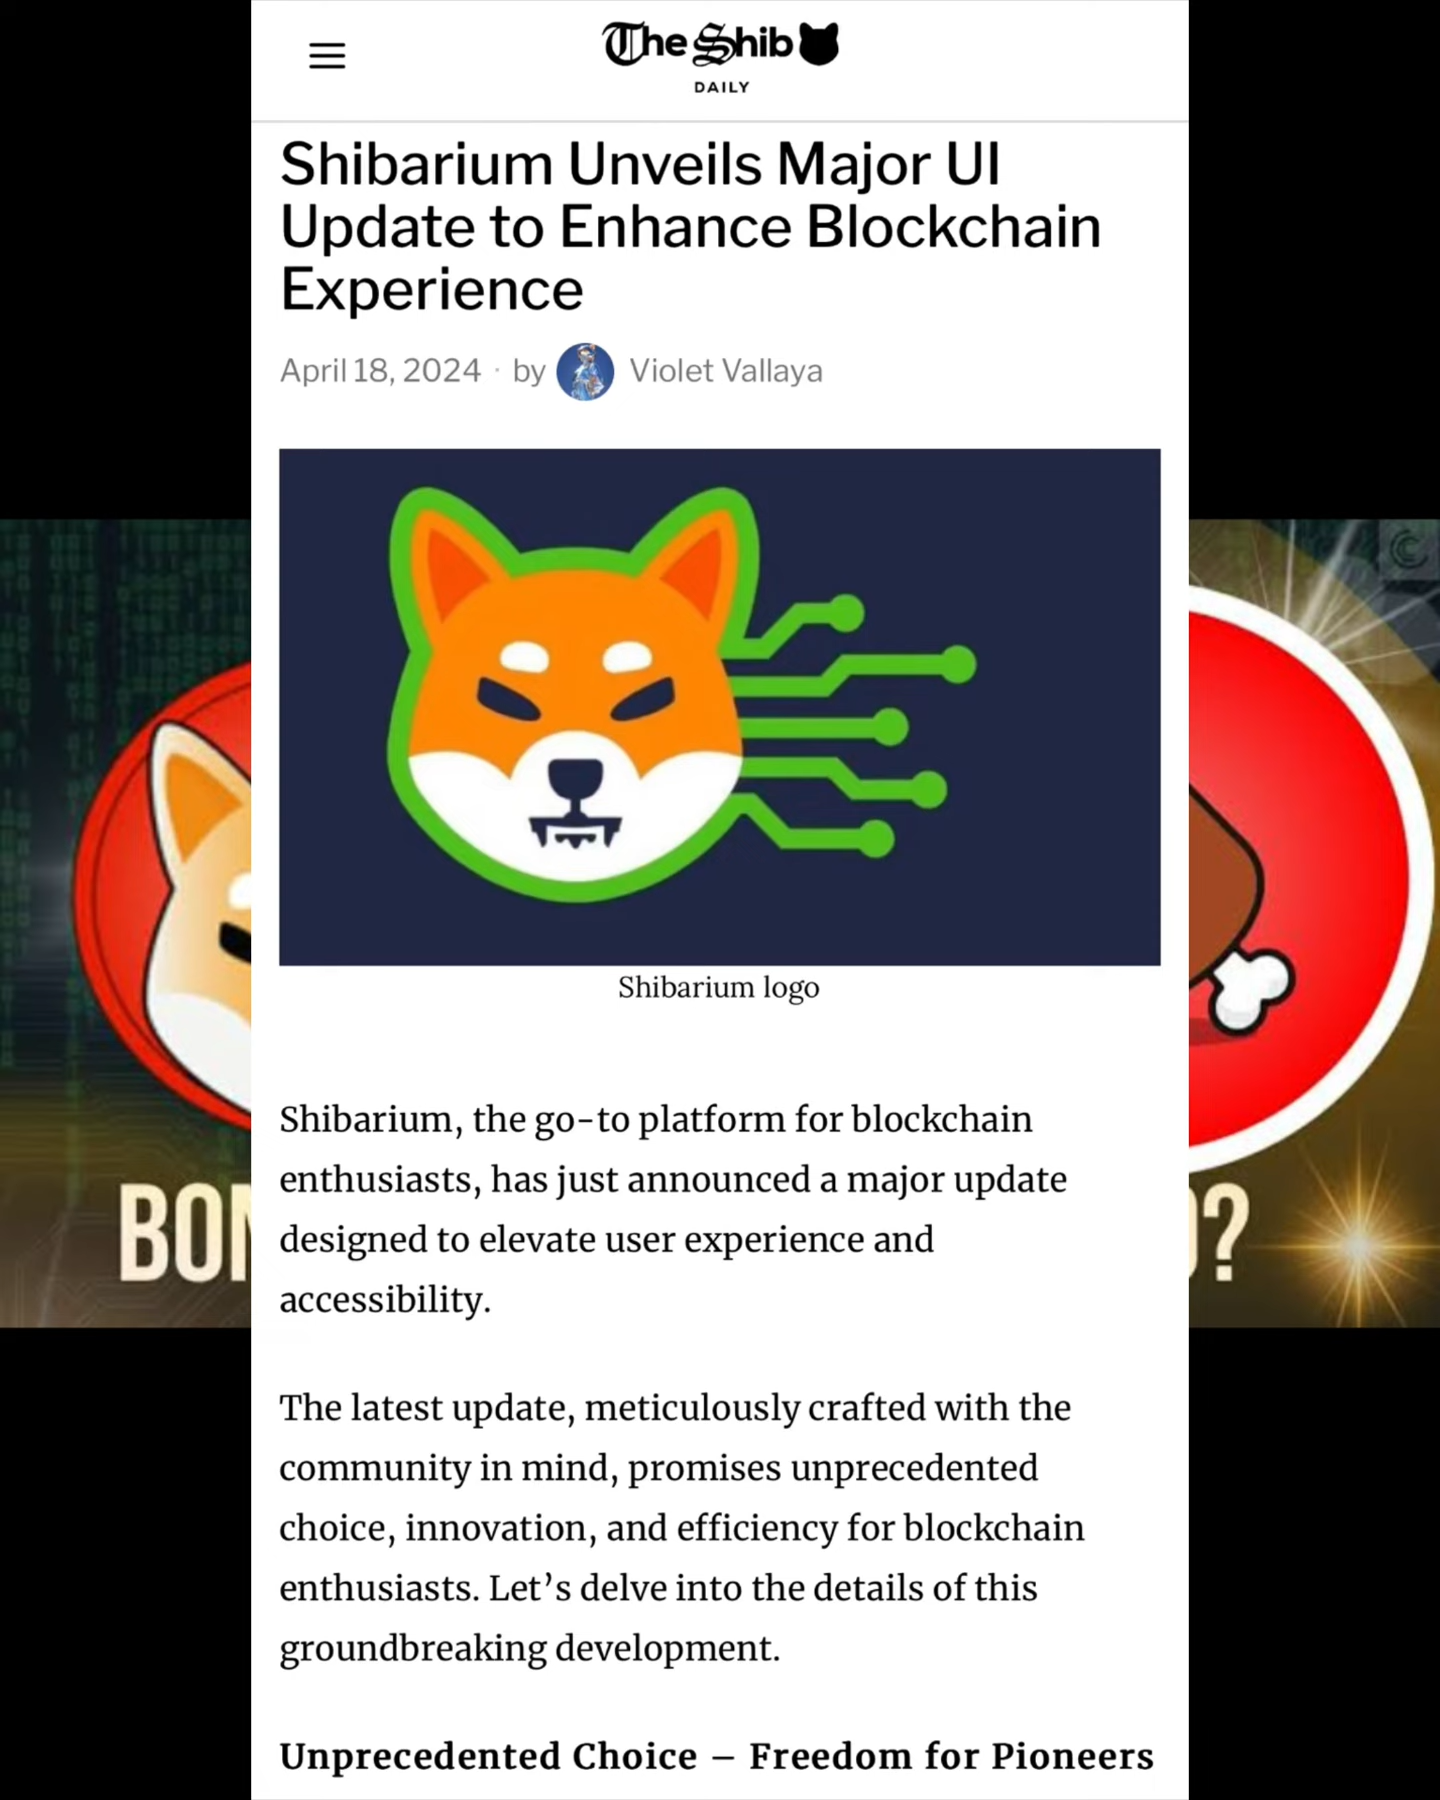 The Shib
DAILY
Shibarium Unveils Major UI
Update to Enhance Blockchain
Experience
April 18, 2024 · by Violet Vallaya
Shibarium logo
Shibarium, the go-to platform for blockchain
enthusiasts, has just announced a major update
designed to elevate user experience and
accessibility.
The latest update, meticulously crafted with the
community in mind, promises unprecedented
choice, innovation, and efficiency for blockchain
enthusiasts. Let’s delve into the details of this
groundbreaking development.
Unprecedented Choice – Freedom for Pioneers